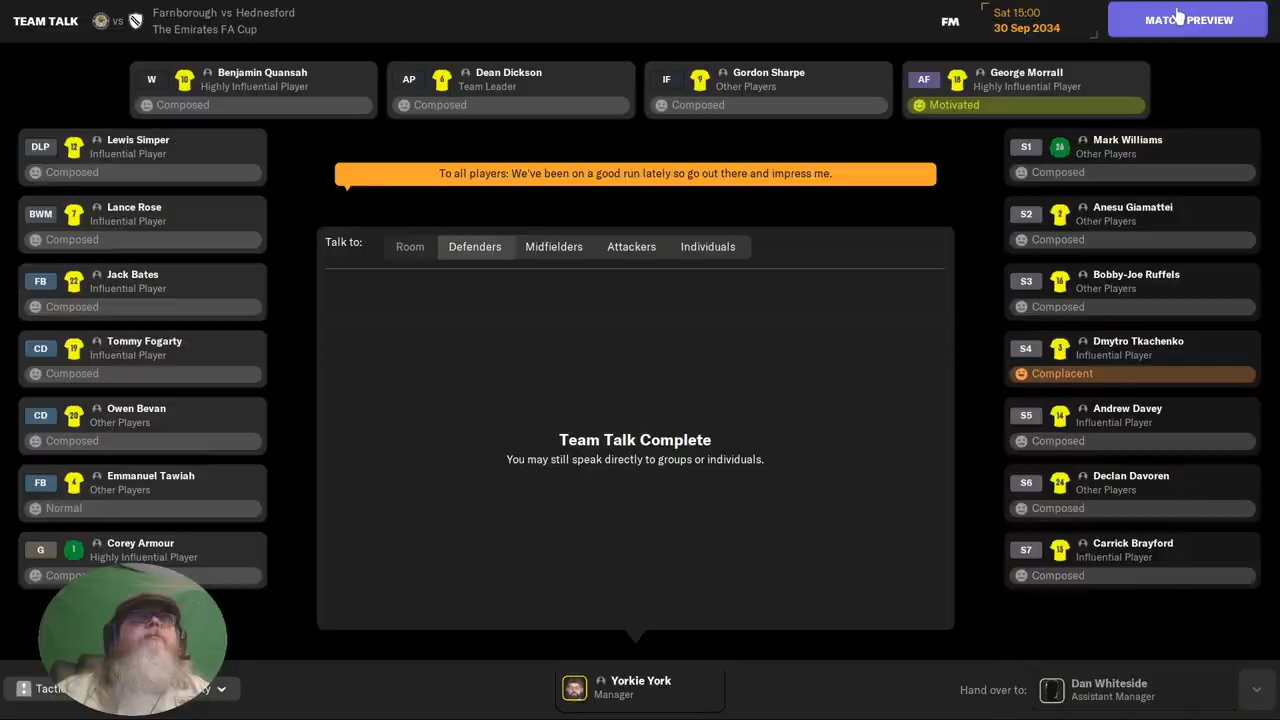 TEAM TALK
vs
Farnborough vs Hednesford
The Emirates FA Cup
FM
Sat 15:00
30 Sep 2034
MATCH PREVIEW
W
10
Benjamin Quansah
Highly Influential Player
Composed
AP
6
Dean Dickson
Team Leader
Composed
IF
9
Gordon Sharpe
Other Players
Composed
AF
18
George Morrall
Highly Influential Player
Motivated
DLP
12
Lewis Simper
Influential Player
Composed
BWM
7
Lance Rose
Influential Player
Composed
FB
22
Jack Bates
Influential Player
Composed
CD
19
Tommy Fogarty
Influential Player
Composed
CD
20
Owen Bevan
Other Players
Composed
FB
4
Emmanuel Tawiah
Other Players
Normal
G
1
Corey Armour
Highly Influential Player
To all players: We've been on a good run lately so go out there and impress me.
Talk to:
Room
Defenders
Midfielders
Attackers
Individuals
Team Talk Complete
You may still speak directly to groups or individuals.
S1
26
Mark Williams
Other Players
Composed
S2
2
Anesu Giamattei
Other Players
Composed
S3
16
Bobby-Joe Ruffels
Other Players
Composed
S4
3
Dmytro Tkachenko
Influential Player
Complacent
S5
14
Andrew Davey
Influential Player
Composed
S6
24
Declan Davoren
Other Players
Composed
S7
Carrick Brayford
Influential Player
Composed
Yorkie York
Manager
Hand over to:
Dan Whiteside
Assistant Manager